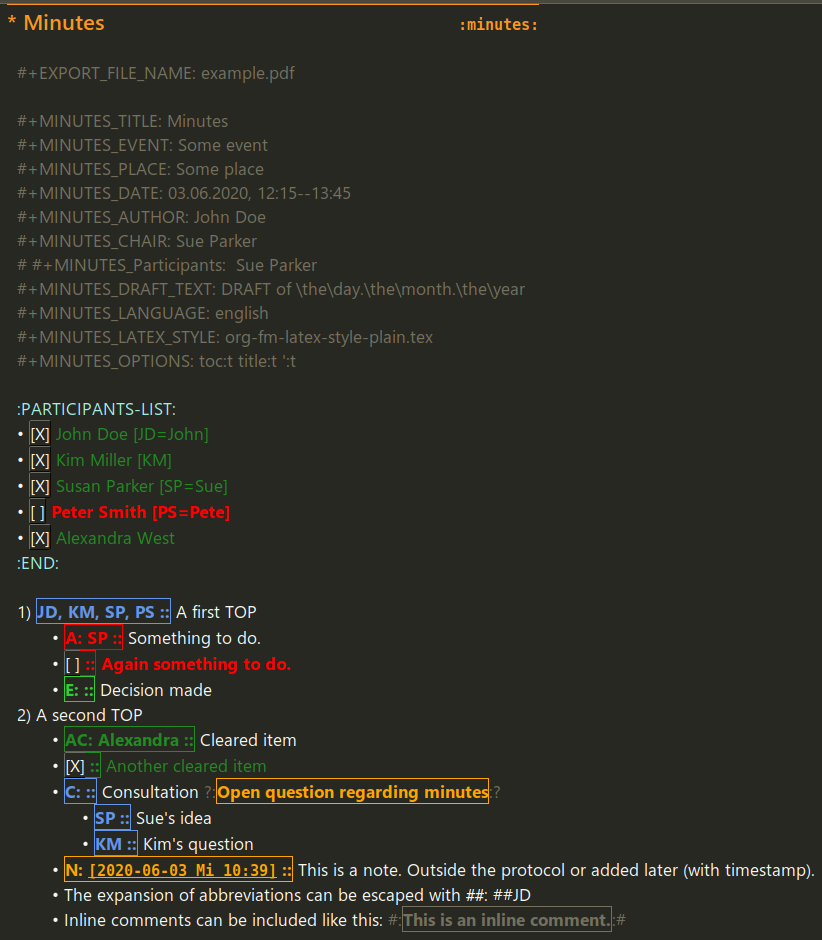 * Minutes :minutes:
#+EXPORT_FILE_NAME: example.pdf
#+MINUTES_TITLE: Minutes
#+MINUTES_EVENT: Some event
#+MINUTES_PLACE: Some place
#+MINUTES_DATE: 03.06.2020, 12:15--13:45
#+MINUTES_AUTHOR: John Doe
#+MINUTES_CHAIR: Sue Parker
# #+MINUTES_Participants:  Sue Parker
#+MINUTES_DRAFT_TEXT: DRAFT of \the\day.\the\month.\the\year
#+MINUTES_LANGUAGE: english
#+MINUTES_LATEX_STYLE: org-fm-latex-style-plain.tex
#+MINUTES_OPTIONS: toc:t title:t ':t
:PARTICIPANTS-LIST:
• [X] John Doe [JD=John]
• [X] Kim Miller [KM]
• [X] Susan Parker [SP=Sue]
• [ ] Peter Smith [PS=Pete]
• [X] Alexandra West
:END:
1) JD, KM, SP, PS :: A first TOP
• A: SP :: Something to do.
• [ ] :: Again something to do.
• E: :: Decision made
2) A second TOP
• AC: Alexandra :: Cleared item
• [X] :: Another cleared item
• C: :: Consultation ?:Open question regarding minutes:?
• SP :: Sue's idea
• KM :: Kim's question
• N: [2020-06-03 Mi 10:39] :: This is a note. Outside the protocol or added later (with timestamp).
• The expansion of abbreviations can be escaped with ##: ##JD
• Inline comments can be included like this: #:This is an inline comment.:#